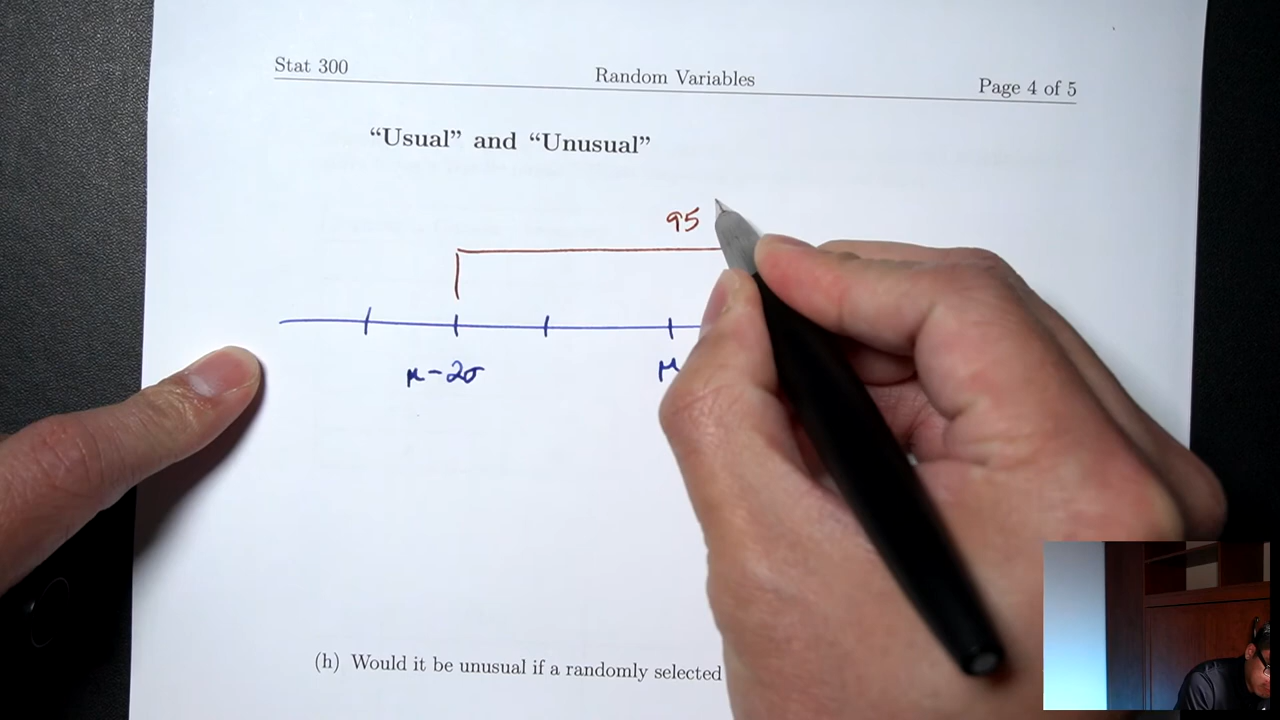 Stat 300 Random Variables Page 4 of 5
“Usual” and “Unusual”
95
μ-2σ μ
(h) Would it be unusual if a randomly selected